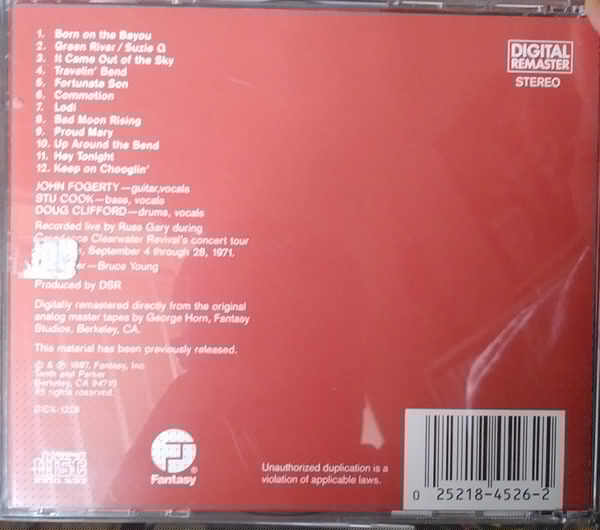 1. Born on the Bayou
2. Green River / Suzie Q
3. It Came Out of the Sky
4. Travelin' Band
5. Fortunate Son
6. Commotion
7. Lodi
8. Bad Moon Rising
9. Proud Mary
10. Up Around the Bend
11. Hey Tonight
12. Keep on Chooglin'
DIGITAL
REMASTER
STEREO
JOHN FOGERTY—guitar, vocals
STU COOK—bass, vocals
DOUG CLIFFORD—drums, vocals
Recorded live by Russ Gary during
Creedence Clearwater Revival's concert tour
September 4 through 28, 1971.
—Bruce Young
Produced by DSR
Digitally remastered directly from the original
analog master tapes by George Horn, Fantasy
Studios, Berkeley, CA.
This material has been previously released.
© & ℗ 1987, Fantasy, Inc.
Tenth and Parker
Berkeley, CA 94710
All rights reserved
COMPACT
disc
DIGITAL AUDIO
Fantasy®
Unauthorized duplication is a
violation of applicable laws.
0 25218-4526-2